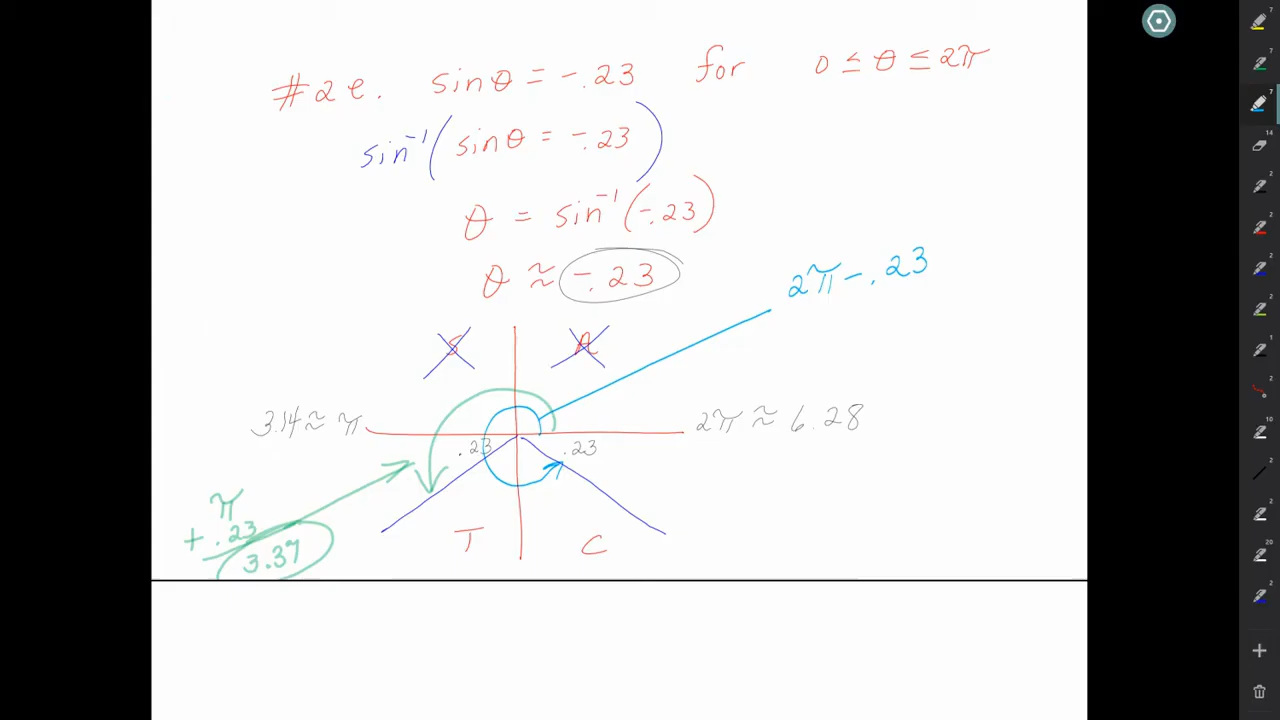 #2e. sinθ = -.23 for 0 ≤ θ ≤ 2π
sin⁻¹(sinθ = -.23)
θ = sin⁻¹(-.23)
θ ≈ -.23
2π - .23
S A
3.14 ≈ π
2π ≈ 6.28
.23 .23
π
+ .23
3.37
T C